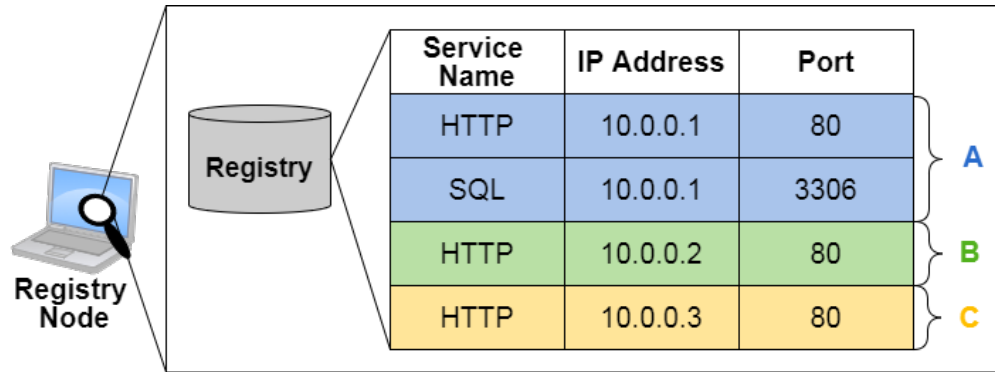 Service Name IP Address Port
HTTP 10.0.0.1 80
A
SQL 10.0.0.1 3306
HTTP 10.0.0.2 80 B
HTTP 10.0.0.3 80 C
Registry
Registry
Node